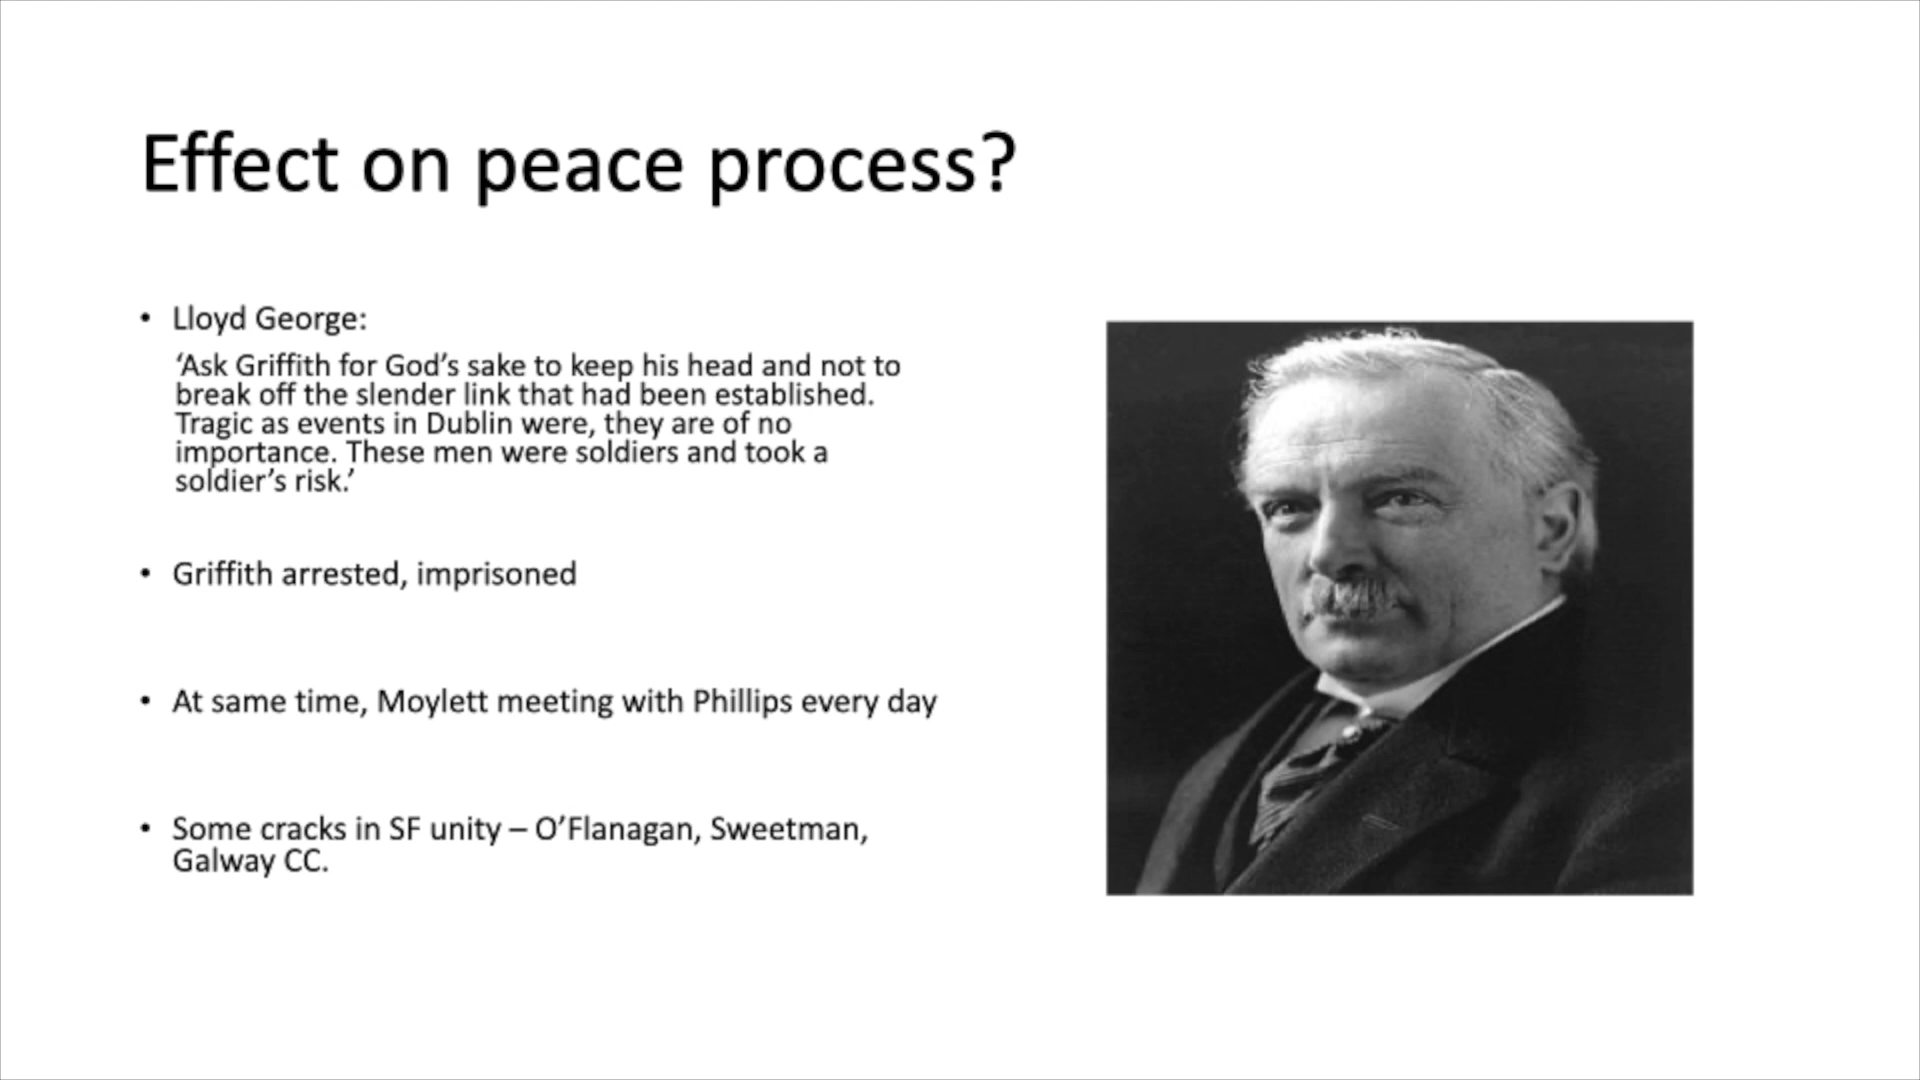 Effect on peace process?
• Lloyd George:
‘Ask Griffith for God’s sake to keep his head and not to
break off the slender link that had been established.
Tragic as events in Dublin were, they are of no
importance. These men were soldiers and took a
soldier’s risk.’
• Griffith arrested, imprisoned
• At same time, Moylett meeting with Phillips every day
• Some cracks in SF unity – O’Flanagan, Sweetman,
Galway CC.